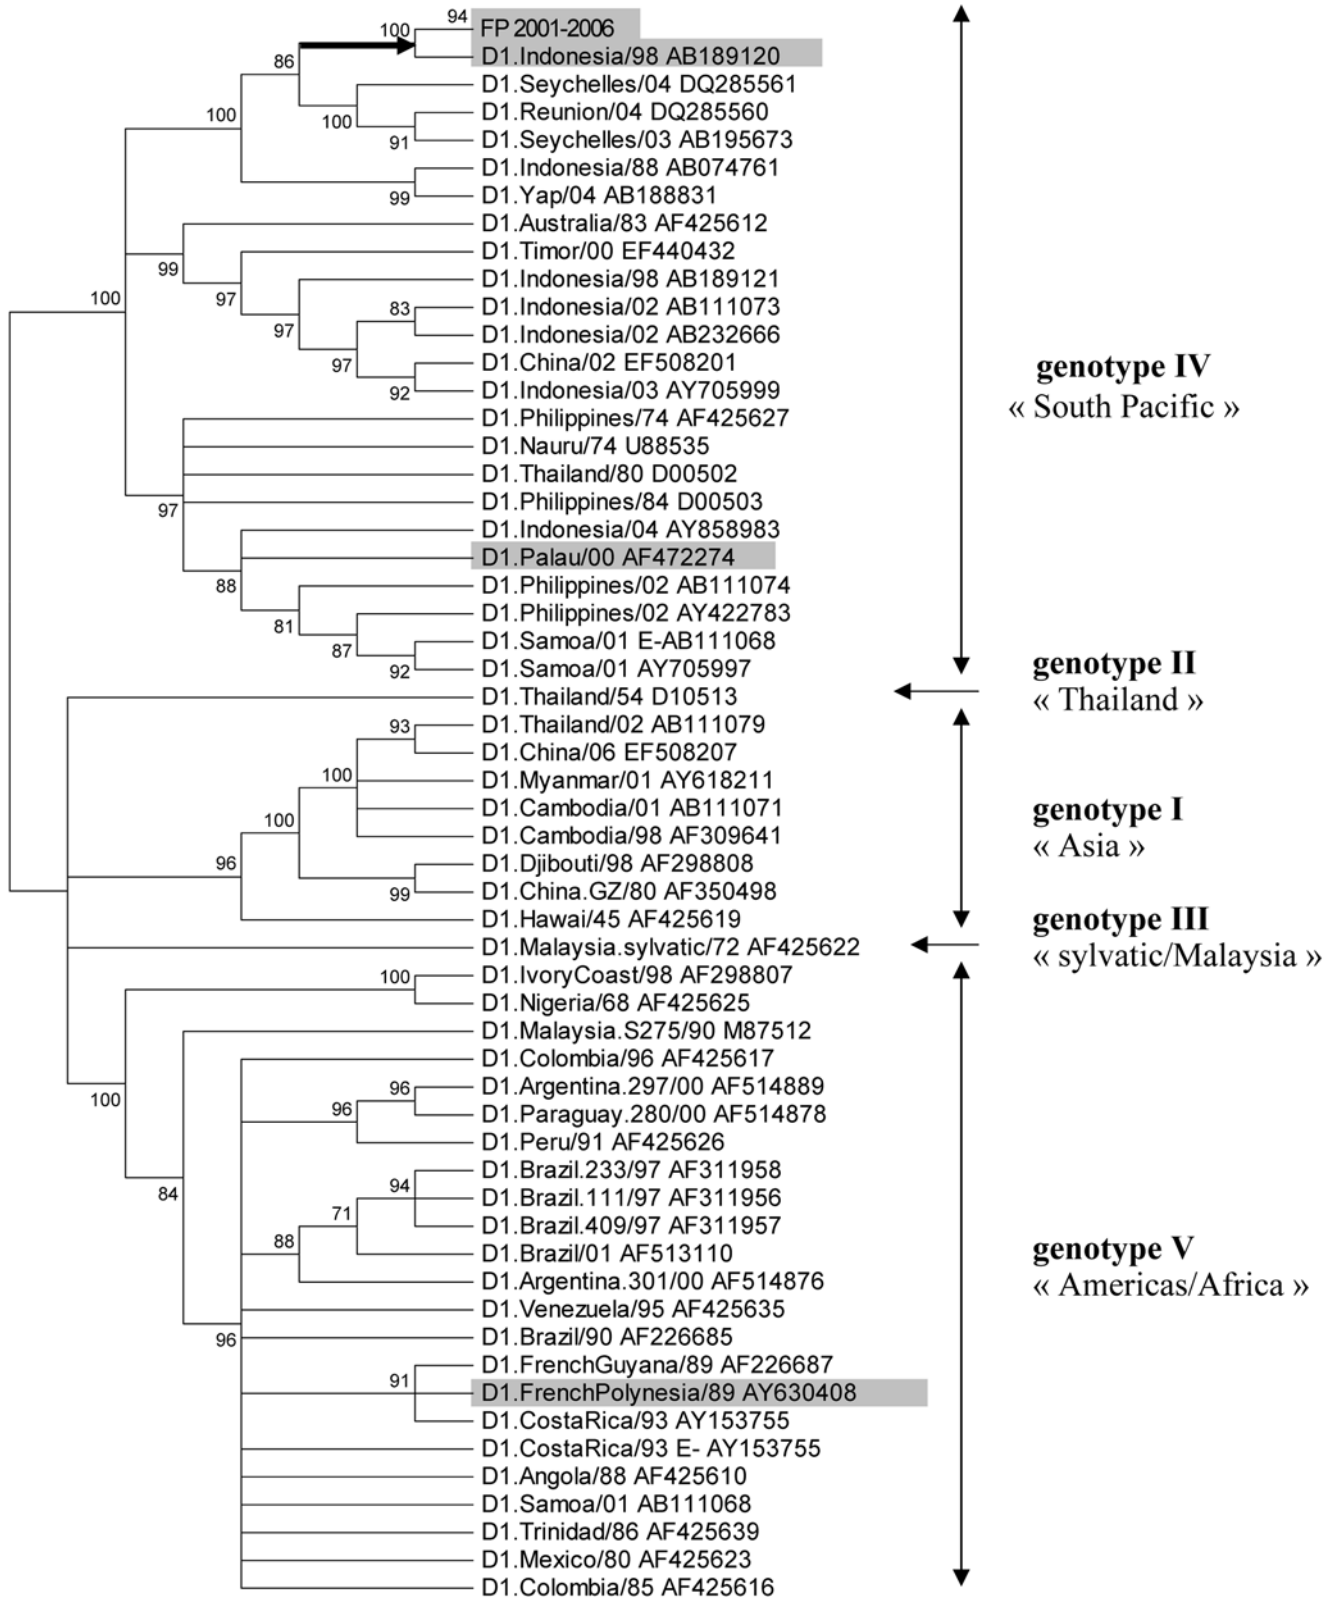 94
FP 2001-2006
100
D1.Indonesia/98 AB189120
86
D1.Seychelles/04 DQ285561
100
D1.Reunion/04 DQ285560
100
91
D1.Seychelles/03 AB195673
D1.Indonesia/88 AB074761
99
D1.Yap/04 AB188831
D1.Australia/83 AF425612
99
D1.Timor/00 EF440432
97
D1.Indonesia/98 AB189121
100
83
D1.Indonesia/02 AB111073
97
D1.Indonesia/02 AB232666
97
D1.China/02 EF508201
92
D1.Indonesia/03 AY705999
genotype IV
« South Pacific »
D1.Philippines/74 AF425627
D1.Nauru/74 U88535
D1.Thailand/80 D00502
97
D1.Philippines/84 D00503
D1.Indonesia/04 AY858983
D1.Palau/00 AF472274
88
D1.Philippines/02 AB111074
81
D1.Philippines/02 AY422783
87
D1.Samoa/01 E-AB111068
92
D1.Samoa/01 AY705997
genotype II
« Thailand »
D1.Thailand/54 D10513
93
D1.Thailand/02 AB111079
D1.China/06 EF508207
100
D1.Myanmar/01 AY618211
D1.Cambodia/01 AB111071
100
D1.Cambodia/98 AF309641
genotype I
« Asia »
96
D1.Djibouti/98 AF298808
99
D1.China.GZ/80 AF350498
D1.Hawai/45 AF425619
genotype III
« sylvatic/Malaysia »
D1.Malaysia.sylvatic/72 AF425622
100
D1.IvoryCoast/98 AF298807
D1.Nigeria/68 AF425625
D1.Malaysia.S275/90 M87512
D1.Colombia/96 AF425617
100
96
D1.Argentina.297/00 AF514889
96
D1.Paraguay.280/00 AF514878
D1.Peru/91 AF425626
D1.Brazil.233/97 AF311958
84
94
D1.Brazil.111/97 AF311956
71
D1.Brazil.409/97 AF311957
88
D1.Brazil/01 AF513110
D1.Argentina.301/00 AF514876
genotype V
« Americas/Africa »
D1.Venezuela/95 AF425635
96
D1.Brazil/90 AF226685
D1.FrenchGuyana/89 AF226687
91
D1.FrenchPolynesia/89 AY630408
D1.CostaRica/93 AY153755
D1.CostaRica/93 E- AY153755
D1.Angola/88 AF425610
D1.Samoa/01 AB111068
D1.Trinidad/86 AF425639
D1.Mexico/80 AF425623
D1.Colombia/85 AF425616